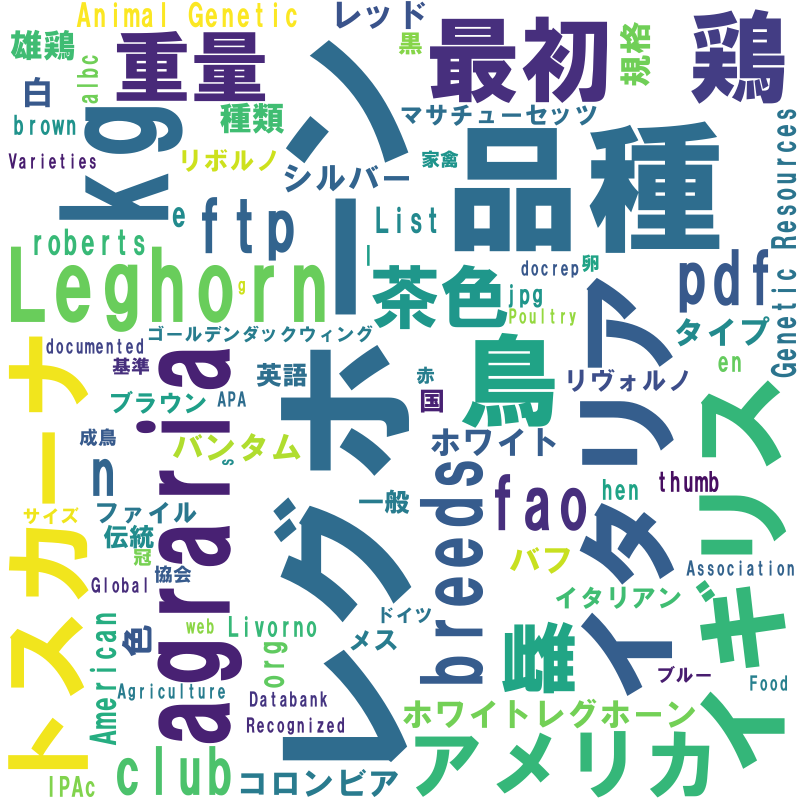 Animal Genetic
レッド
雄鶏
albc
重量
最初
黒
規格
鶏
白
kg
種類
マサチューセッツ
brown
Varieties
リボルノ
シルバー
家禽
品種
Genetic Resources
e
ftp
List
roberts
レグホーン
l
docrep
卵
pdf
Leghorn
g
茶色
jpg
Poultry
イタリア
タイプ
documented
ゴールデンダックウィング
鳥
en
基準
agraria
英語
赤
国
リヴォルノ
トスカーナ
ブラウン
APA
イギリス
成鳥
バンタム
s
ホワイト
n
breeds
fao
hen
thumb
サイズ
ファイル
一般
伝統
冠
協会
バフ
Association
Global
イタリアン
American
色
web
Livorno
ドイツ
メス
org
雌
ブルー
Food
Agriculture
Databank
Recognized
ホワイトレグホーン
IPAc
club
コロンビア
アメリカ